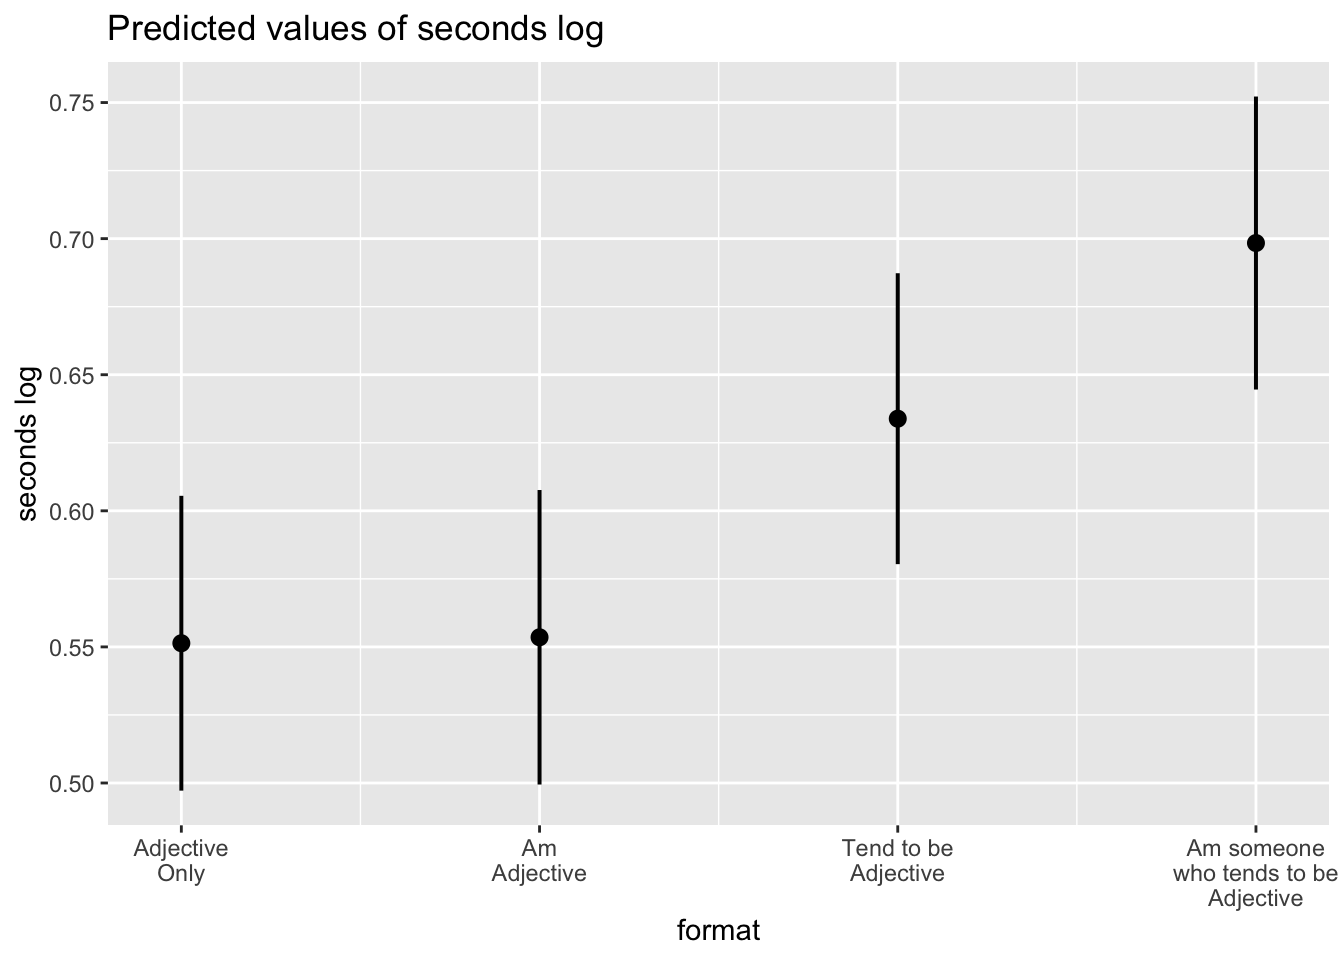 Predicted values of seconds log
0.75
0.70
0.65
0.60
0.55
0.50
seconds log
Adjective
Only
Am
Adjective
Tend to be
Adjective
Am someone
who tends to be
Adjective
format